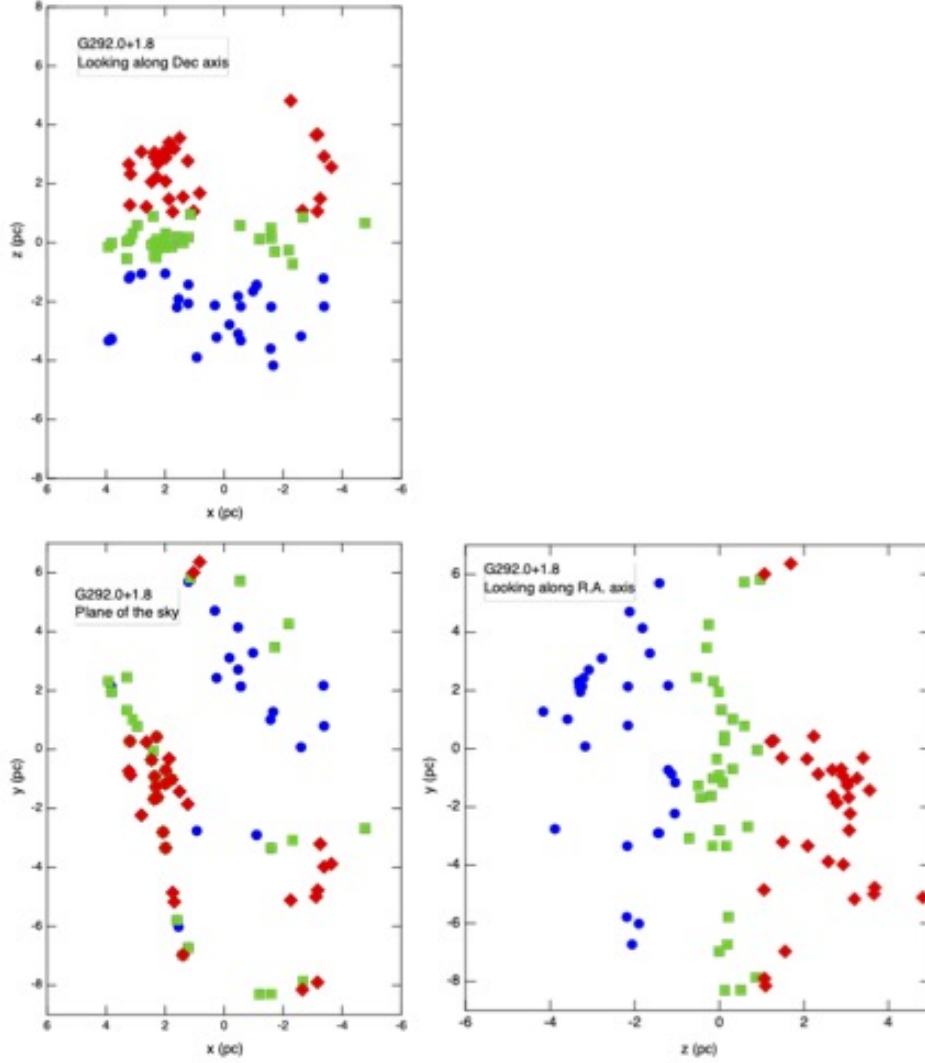 8
6
4
2
0
-2
-4
-6
-8
z (pc)
G292.0+1.8
Looking along Dec axis
6 4 2 0 -2 -4 -6
x (pc)
6
4
2
0
-2
-4
-6
-8
y (pc)
G292.0+1.8
Plane of the sky
6 4 2 0 -2 -4 -6
x (pc)
6
4
2
0
-2
-4
-6
-8
y (pc)
G292.0+1.8
Looking along R.A. axis
-6 -4 -2 0 2 4
z (pc)